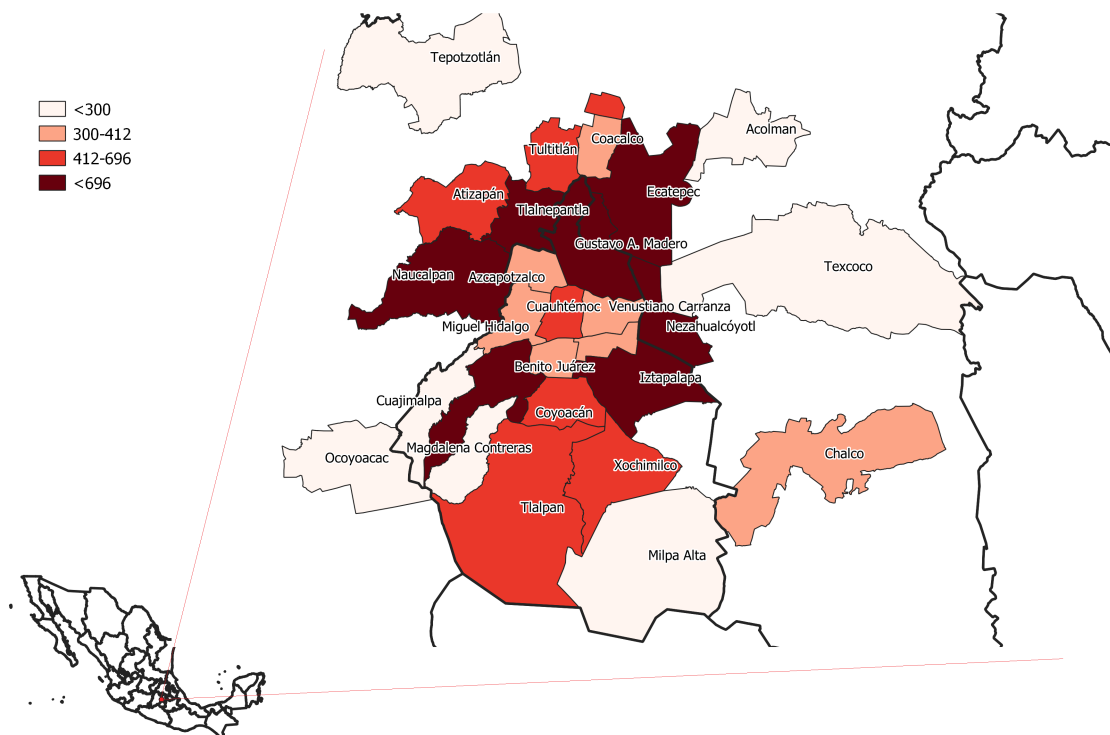 Tepotzotlán
<300
300-412
412-696
<696
Acolman
Coacalco
Tultitlán
Ecatepec
Atizapán
Tlalnepantla
Gustavo A. Madero
Texcoco
Naucalpan
Azcapotzalco
Cuauhtémoc
Venustiano Carranza
Miguel Hidalgo
Nezahualcóyotl
Benito Juárez
Iztapalapa
Cuajimalpa
Coyoacán
Magdalena Contreras
Ocoyoacac
Chalco
Xochimilco
Tlalpan
Milpa Alta